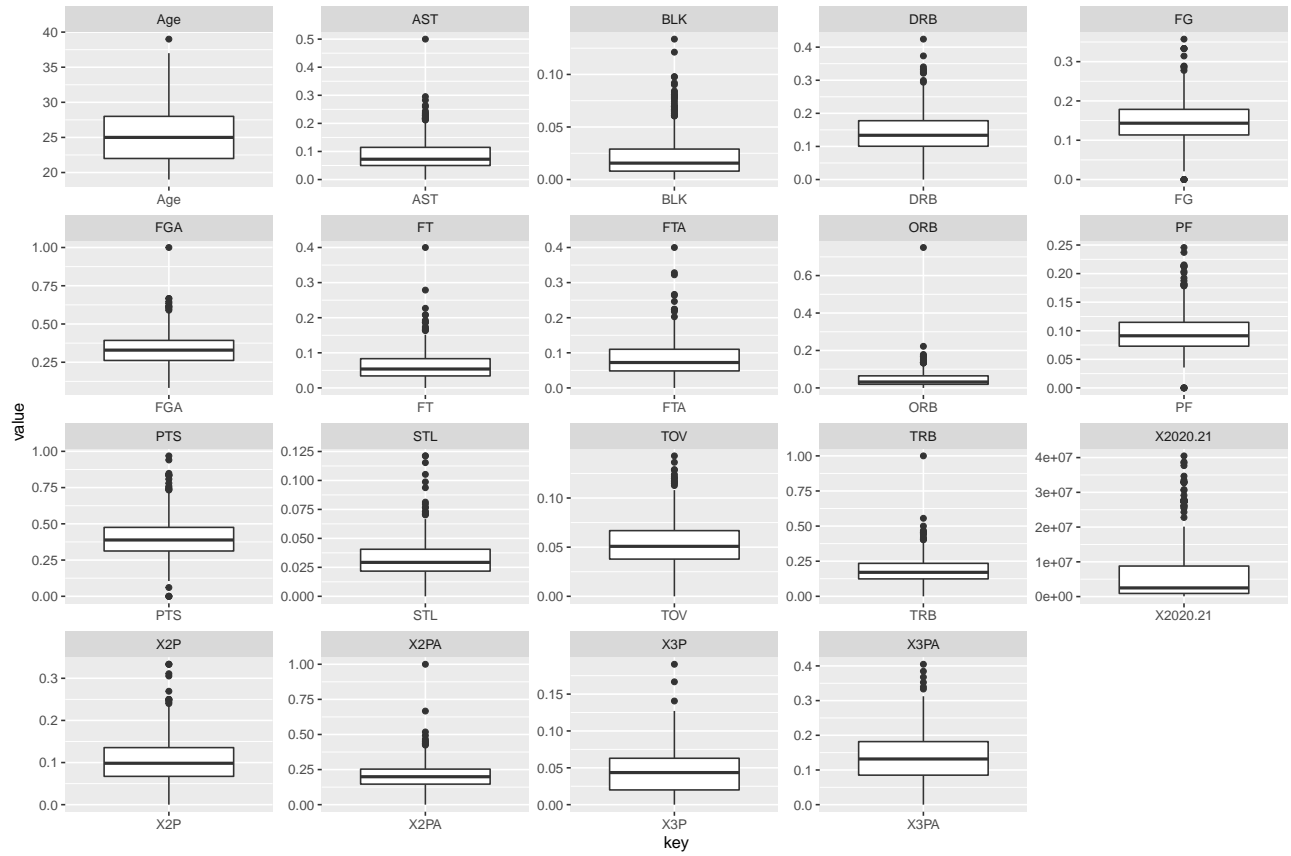 Age AST BLK DRB FG
40 0.5 0.10 0.4 0.3
35 0.4 0.05 0.3 0.2
30 0.3 0.00 0.2 0.1
25 0.2 0.1 0.0
20 0.1 0.0
0.0
Age AST BLK DRB FG
FGA FT FTA ORB PF
1.00 0.4 0.4 0.6 0.25
0.75 0.3 0.3 0.4 0.20
0.50 0.2 0.2 0.2 0.15
0.25 0.1 0.1 0.0 0.10
0.0 0.0 0.05
0.00
FGA FT FTA ORB PF
value
PTS STL TOV TRB X2020.21
1.00 0.125 0.10 1.00 4e+07
0.75 0.100 0.05 0.75 3e+07
0.50 0.075 0.00 0.50 2e+07
0.25 0.050 0.25 1e+07
0.00 0.025 0.00 0e+00
0.000
PTS STL TOV TRB X2020.21
X2P X2PA X3P X3PA
0.3 1.00 0.15 0.4
0.2 0.75 0.10 0.3
0.1 0.50 0.05 0.2
0.0 0.25 0.00 0.1
0.00 0.0
X2P X2PA X3P X3PA
key